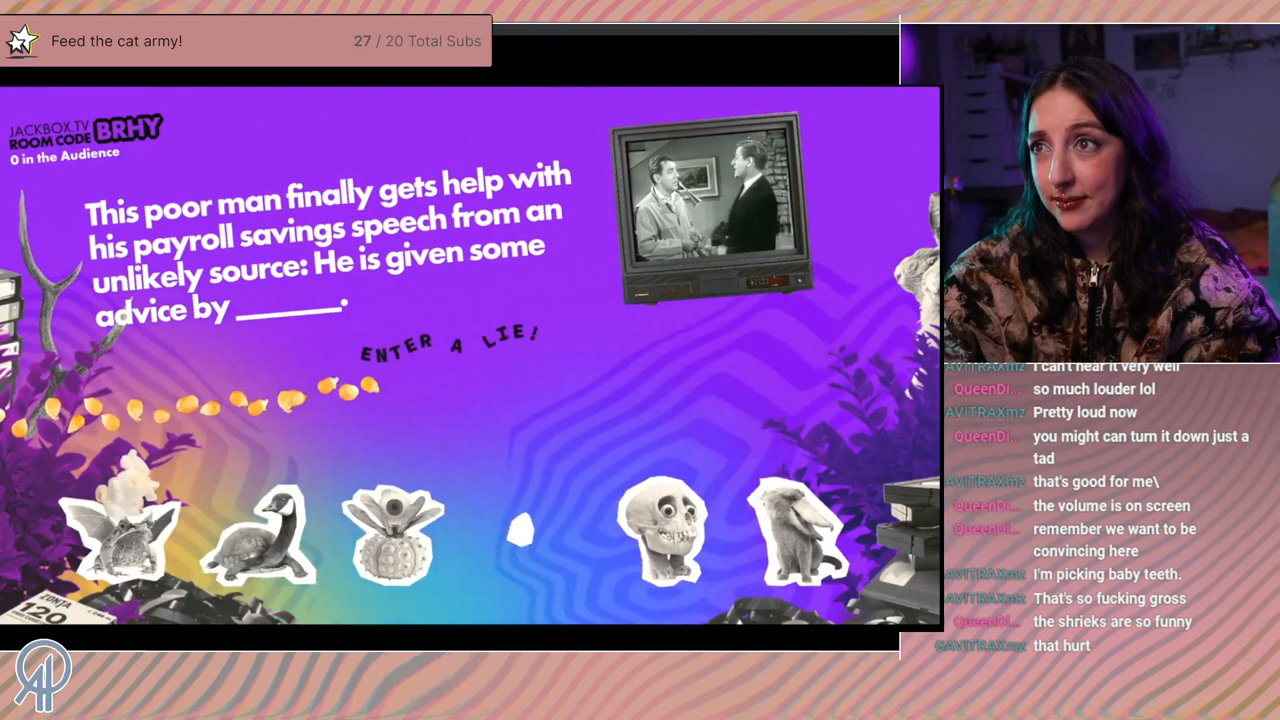 Feed the cat army!
27 / 20 Total Subs
JACKBOX.TV
ROOM CODE BRHY
0 in the Audience
This poor man finally gets help with
his payroll savings speech from an
unlikely source: He is given some
advice by ________.
ENTER A LIE!
ZOMJA
120
AVITRAXmz I can't hear it very well
QueenDi... so much louder lol
AVITRAXmz Pretty loud now
QueenDi... you might can turn it down just a
tad
AVITRAXmz that's good for me\
QueenDi... the volume is on screen
QueenDi... remember we want to be
convincing here
AVITRAXmz I'm picking baby teeth.
AVITRAXmz That's so fucking gross
QueenDi... the shrieks are so funny
GAVITRAXmz that hurt